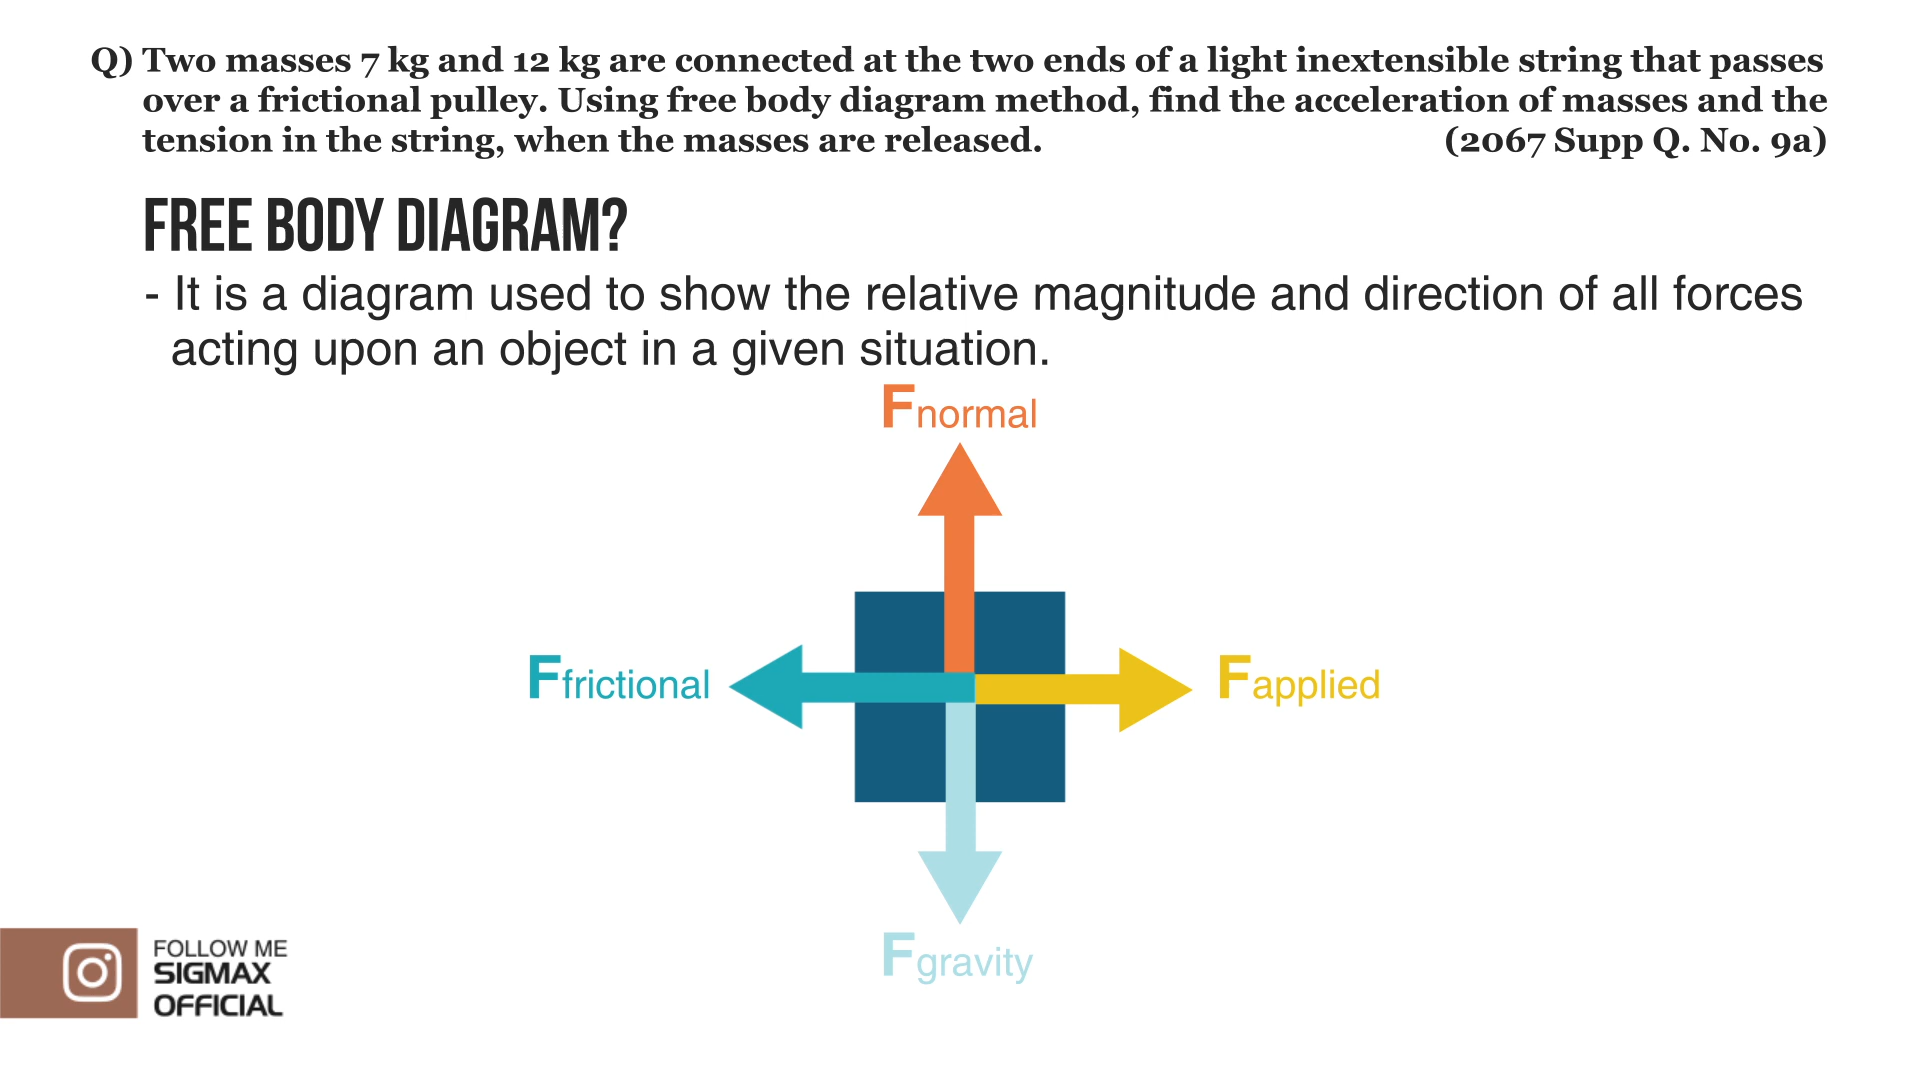 Q) Two masses 7 kg and 12 kg are connected at the two ends of a light inextensible string that passes
over a frictional pulley. Using free body diagram method, find the acceleration of masses and the
tension in the string, when the masses are released. (2067 Supp Q. No. 9a)
FREE BODY DIAGRAM?
- It is a diagram used to show the relative magnitude and direction of all forces
acting upon an object in a given situation.
Fnormal
Ffrictional
Fapplied
Fgravity
FOLLOW ME
SIGMAX
OFFICIAL